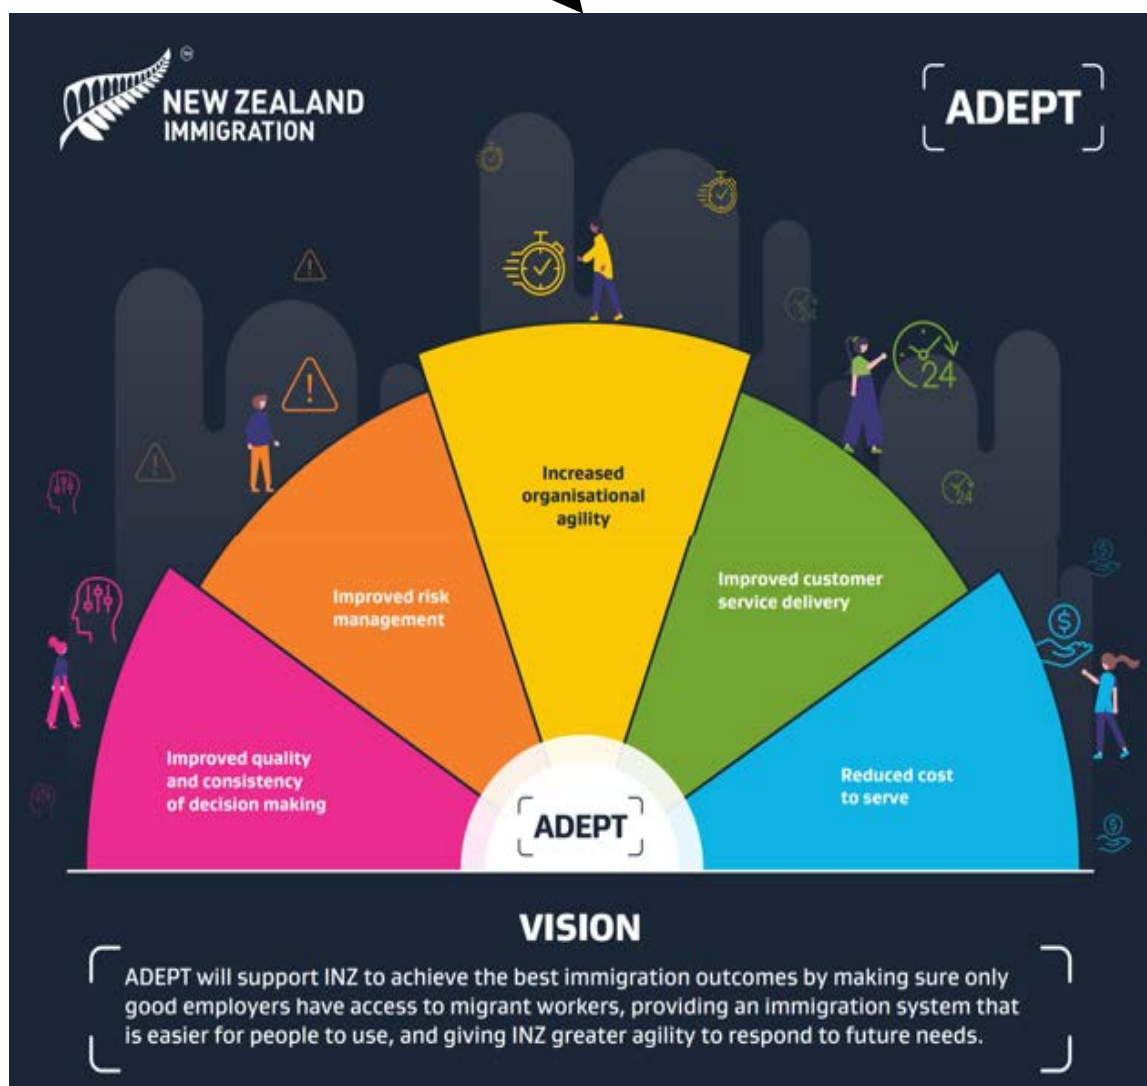 NEW ZEALAND
IMMIGRATION
ADEPT
24
24
24
Increased
organisational
agility
Improved risk
management
Improved customer
service delivery
Improved quality
and consistency
of decision making
Reduced cost
to serve
ADEPT
VISION
ADEPT will support INZ to achieve the best immigration outcomes by making sure only
good employers have access to migrant workers, providing an immigration system that
is easier for people to use, and giving INZ greater agility to respond to future needs.